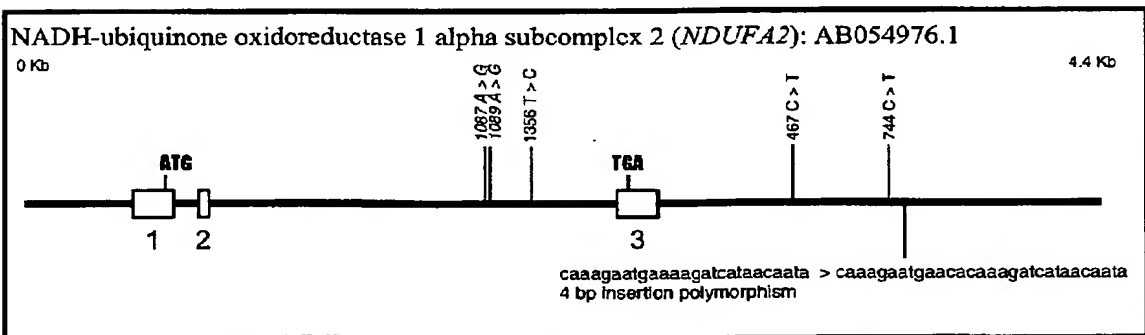 NADH-ubiquinone oxidoreductase 1 alpha subcomplex 2 (NDUFA2): AB054976.1
0 Kb
4.4 Kb
1087 A > G
1089 A > G
1356 T > C
467 C > T
744 C > T
ATG
TGA
1
2
3
caaagaatgaaaagatcataacaata > caaagaatgaacacaaagatcataacaata
4 bp insertion polymorphism